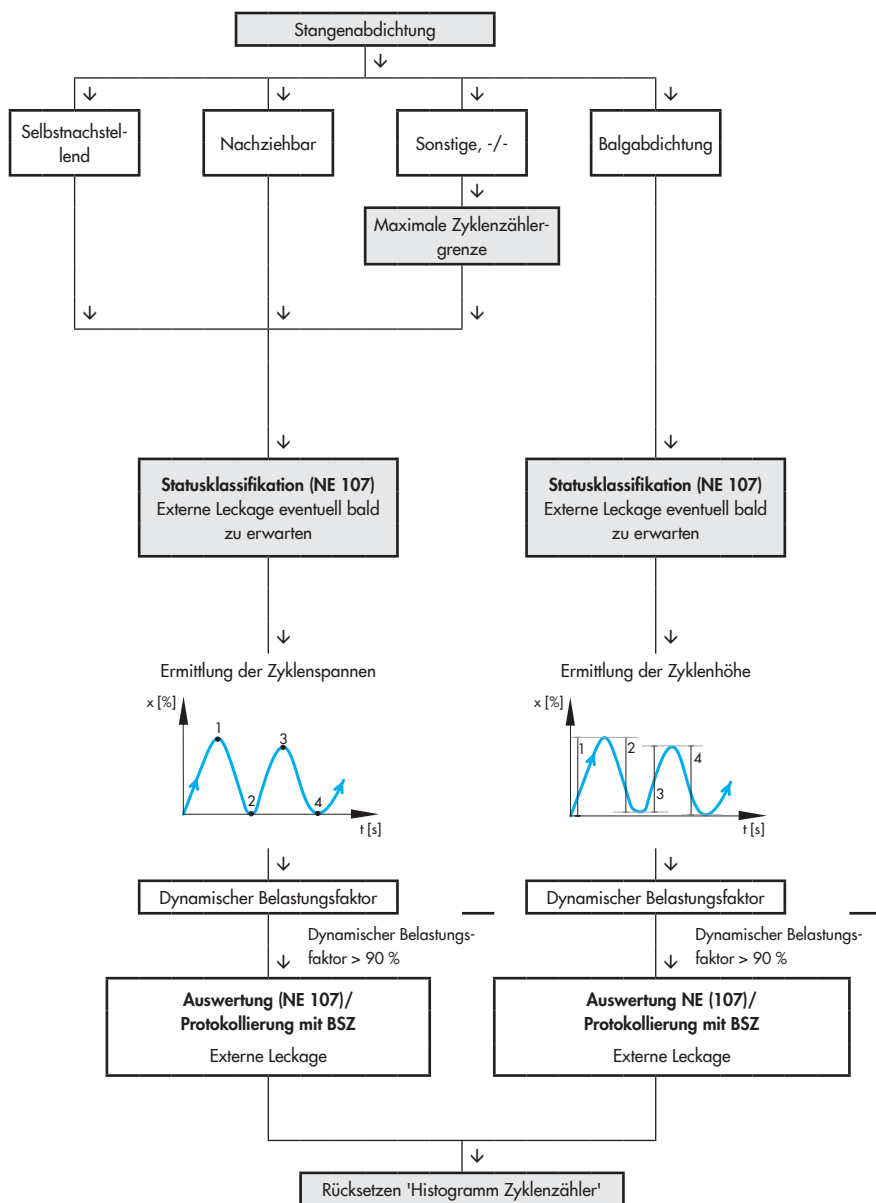 Stangenabdichtung
Selbstnachstel-
lend
Nachziehbar
Sonstige, -/-
Balgabdichtung
Maximale Zyklenzähler-
grenze
Statusklassifikation (NE 107)
Externe Leckage eventuell bald
zu erwarten
Statusklassifikation (NE 107)
Externe Leckage eventuell bald
zu erwarten
Ermittlung der Zyklenspannen
x [%]
1
3
2
4
t [s]
Ermittlung der Zyklenhöhe
x [%]
1
2
4
3
t [s]
Dynamischer Belastungsfaktor
Dynamischer Belastungsfaktor
Dynamischer Belastungs-
faktor > 90 %
Dynamischer Belastungs-
faktor > 90 %
Auswertung (NE 107)/
Protokollierung mit BSZ
Externe Leckage
Auswertung NE (107)/
Protokollierung mit BSZ
Externe Leckage
Rücksetzen 'Histogramm Zyklenzähler'